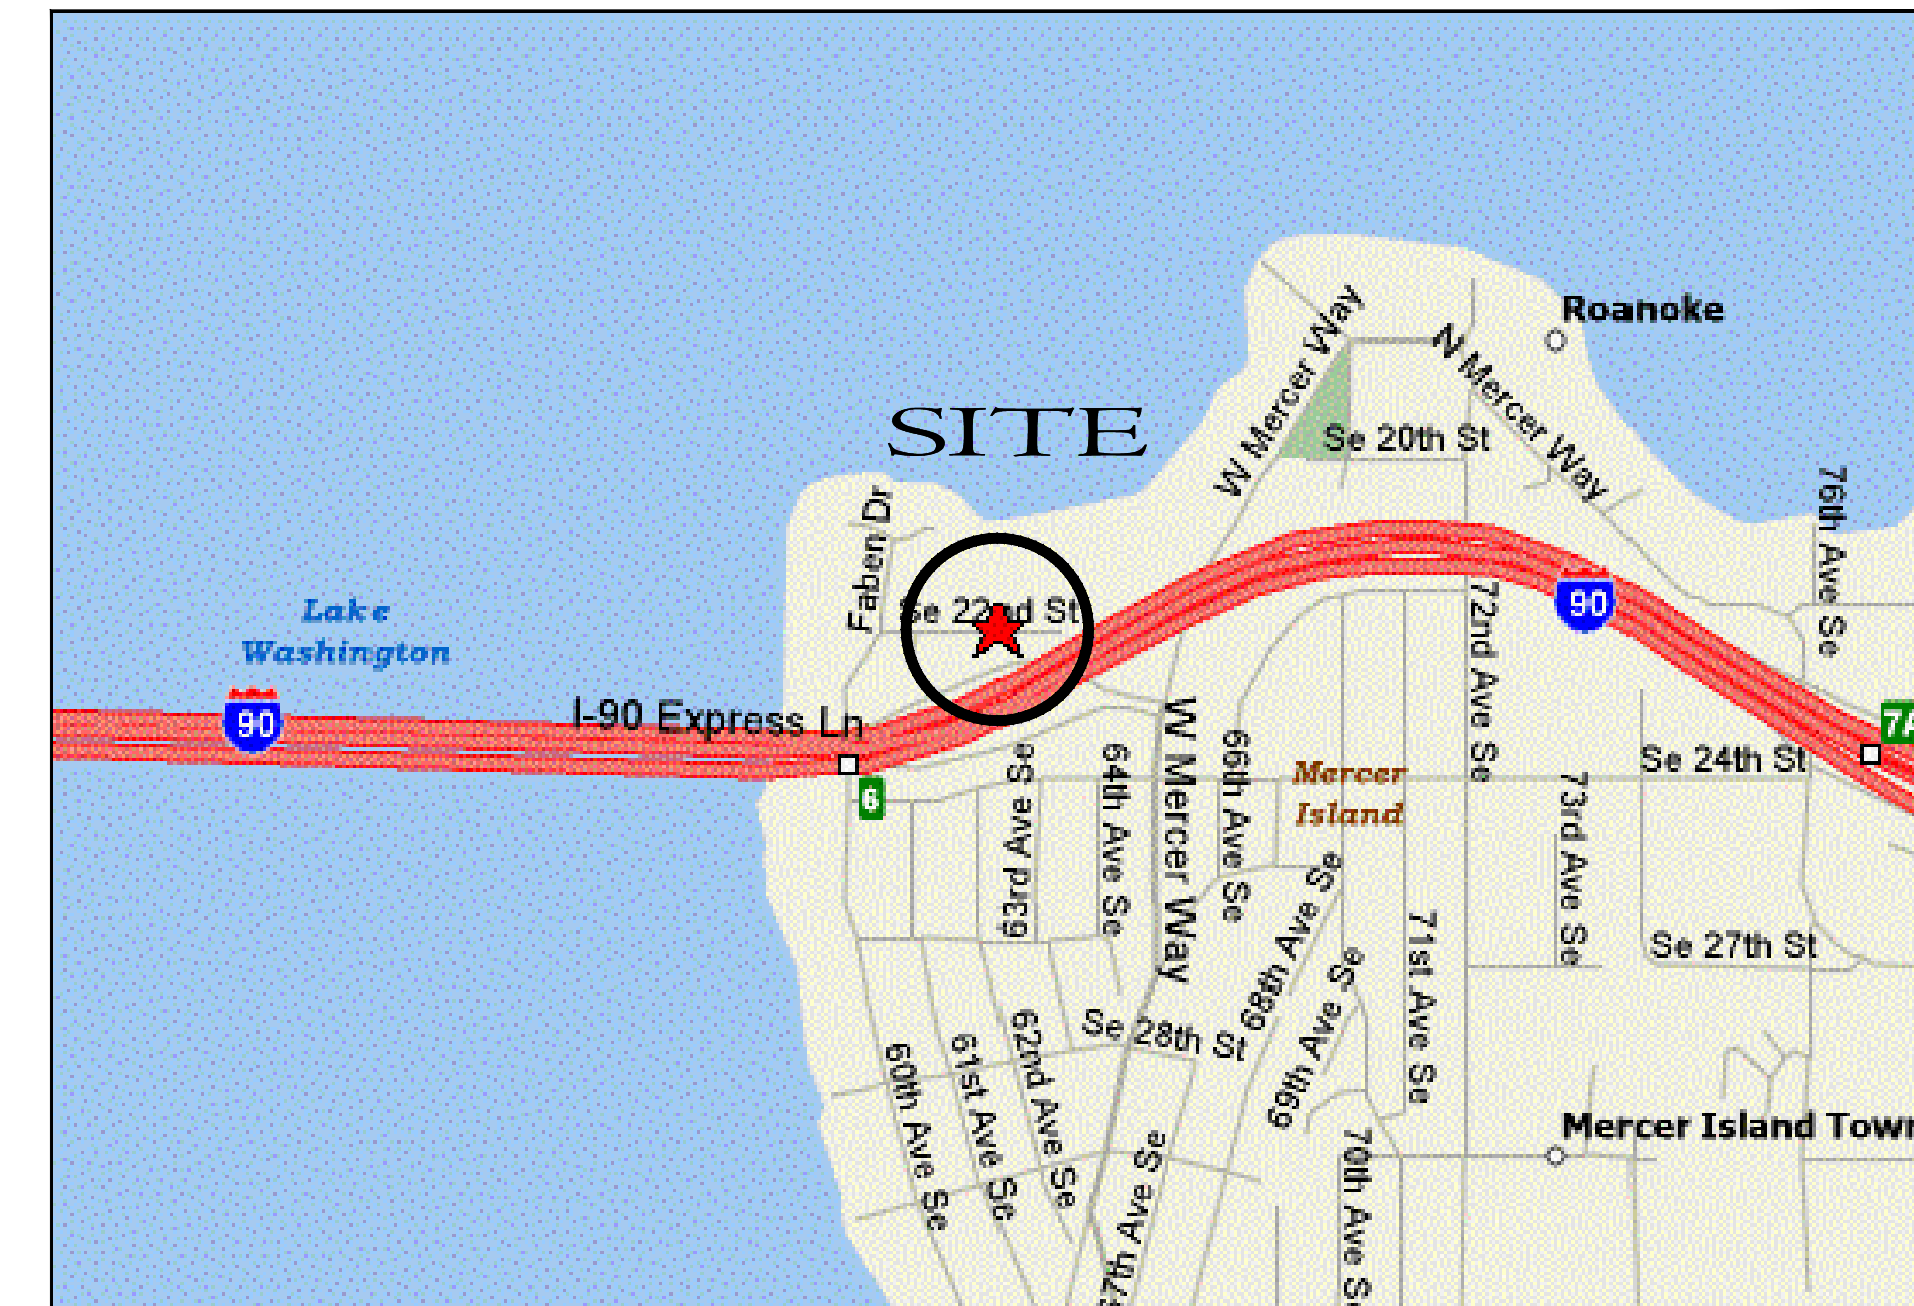 Roanoke
W Mercer Way
N Mercer Way
SITE
Se 20th St
76th Ave Se
Faben Dr
Se 22nd St
Lake
Washington
90
90
72nd Ave Se
I-90 Express Ln
7A
6
63rd Ave Se
64th Ave Se
W Mercer Way
66th Ave Se
Mercer
Island
Se 24th St
73rd Ave Se
68th Ave Se
71st Ave Se
Se 27th St
69th Ave Se
Se 28th St
60th Ave Se
61st Ave Se
62nd Ave Se
67th Ave Se
70th Ave Se
Mercer Island Town